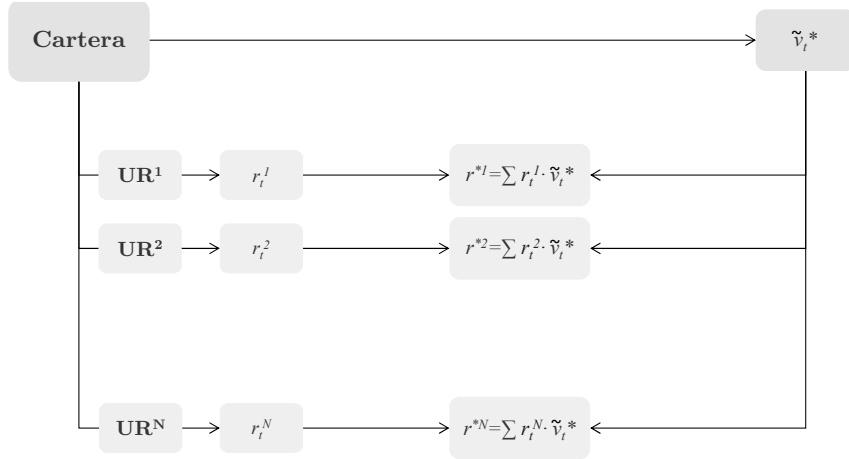 Cartera ṽₜ*
UR¹ rₜ¹ r*¹=∑ rₜ¹· ṽₜ*
UR² rₜ² r*²=∑ rₜ²· ṽₜ*
URᴺ rₜᴺ r*ᴺ=∑ rₜᴺ· ṽₜ*